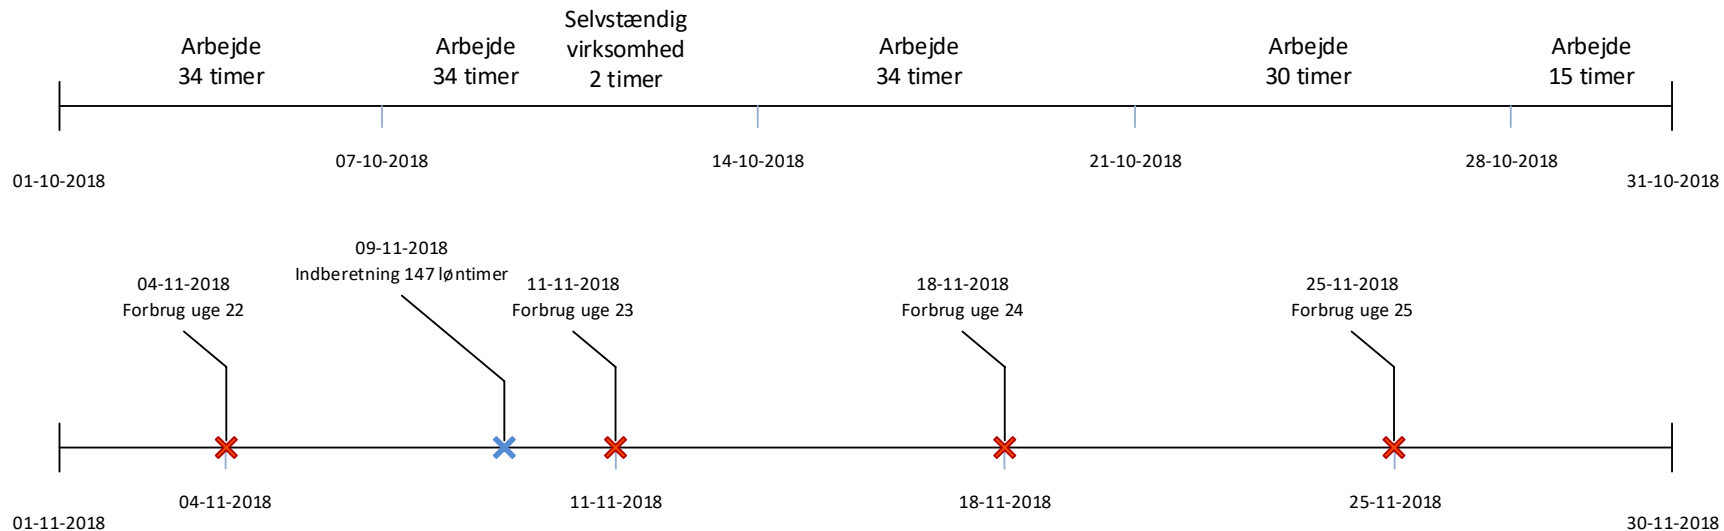 Arbejde
34 timer
Arbejde
34 timer
Selvstændig
virksomhed
2 timer
Arbejde
34 timer
Arbejde
30 timer
Arbejde
15 timer
01-10-2018
07-10-2018
14-10-2018
21-10-2018
28-10-2018
31-10-2018
04-11-2018
Forbrug uge 22
09-11-2018
Indberetning 147 løntimer
11-11-2018
Forbrug uge 23
18-11-2018
Forbrug uge 24
25-11-2018
Forbrug uge 25
01-11-2018
04-11-2018
11-11-2018
18-11-2018
25-11-2018
30-11-2018